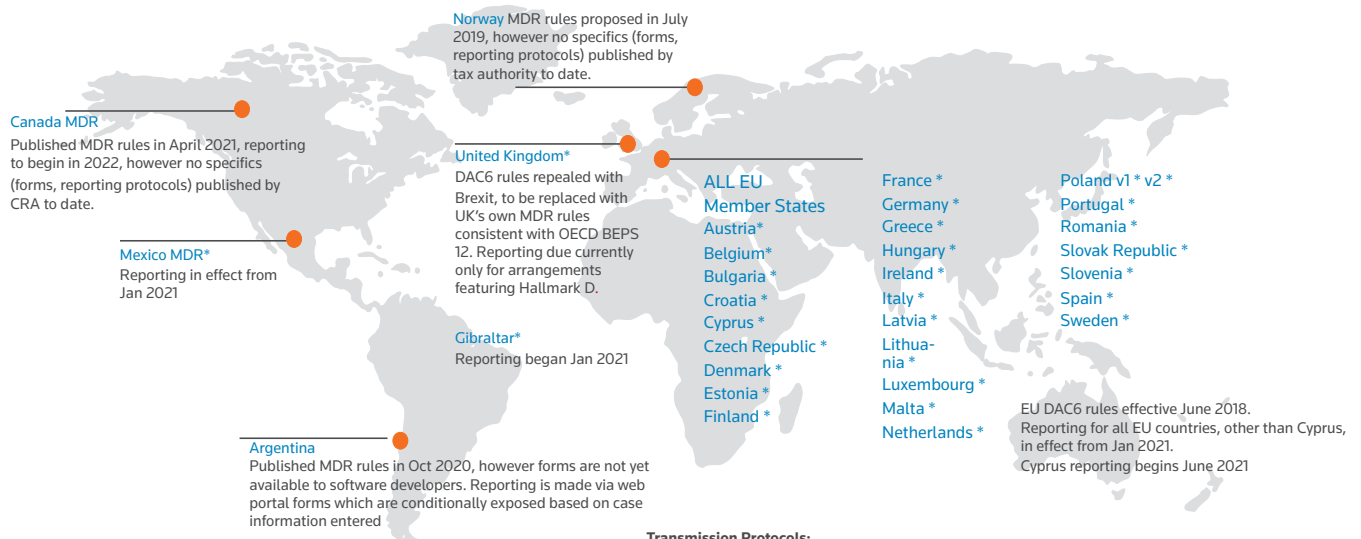 Norway MDR rules proposed in July
2019, however no specifics (forms,
reporting protocols) published by
tax authority to date.
Canada MDR
Published MDR rules in April 2021, reporting
to begin in 2022, however no specifics
(forms, reporting protocols) published by
CRA to date.
Mexico MDR*
Reporting in effect from
Jan 2021
United Kingdom*
DAC6 rules repealed with
Brexit, to be replaced with
UK's own MDR rules
consistent with OECD BEPS
12. Reporting due currently
only for arrangements
featuring Hallmark D.
Gibraltar*
Reporting began Jan 2021
Argentina
Published MDR rules in Oct 2020, however forms are not yet
available to software developers. Reporting is made via web
portal forms which are conditionally exposed based on case
information entered
ALL EU
Member States
Austria*
Belgium*
Bulgaria *
Croatia *
Cyprus *
Czech Republic *
Denmark *
Estonia *
Finland *
France *
Germany *
Greece *
Hungary *
Ireland *
Italy *
Latvia *
Lithua-
nia *
Luxembourg *
Malta *
Netherlands *
Poland v1 * v2 *
Portugal *
Romania *
Slovak Republic *
Slovenia *
Spain *
Sweden *
EU DAC6 rules effective June 2018.
Reporting for all EU countries, other than Cyprus,
in effect from Jan 2021.
Cyprus reporting begins June 2021
Transmission Protocols: